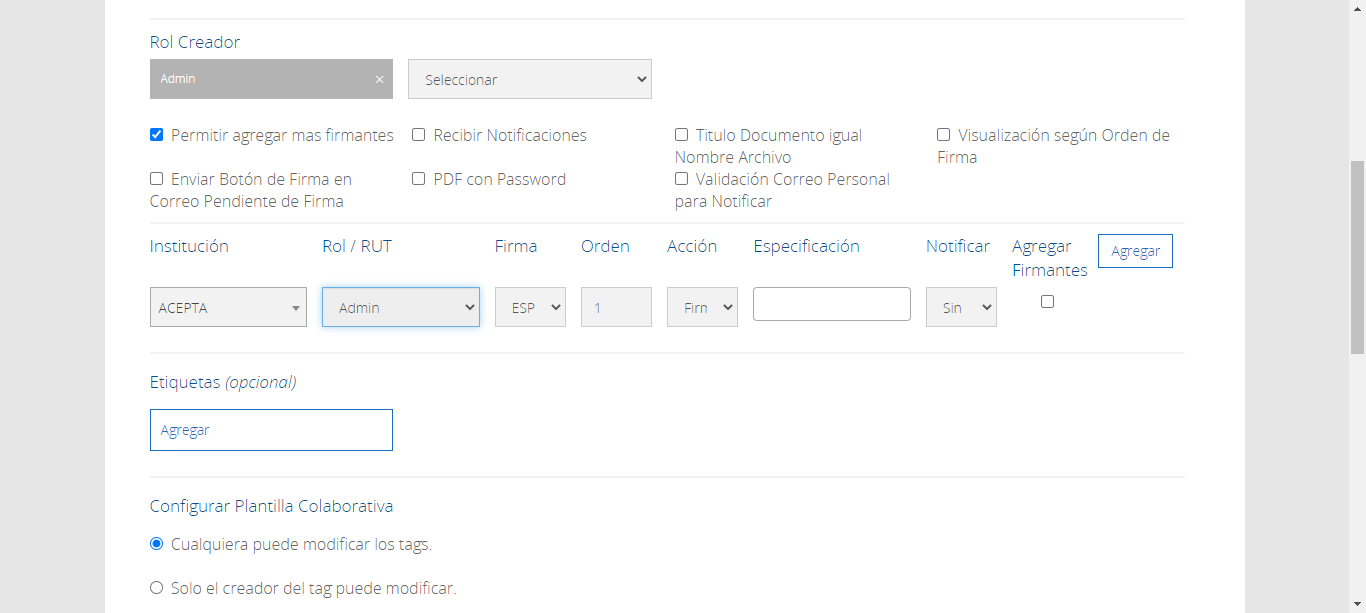 Rol Creador
Admin ×
Seleccionar
Permitir agregar mas firmantes
Recibir Notificaciones
Titulo Documento igual
Nombre Archivo
Visualización según Orden de
Firma
Enviar Botón de Firma en
Correo Pendiente de Firma
PDF con Password
Validación Correo Personal
para Notificar
Institución
Rol / RUT
Firma
Orden
Acción
Especificación
Notificar
Agregar
Firmantes
Agregar
ACEPTA
Admin
ESP
1
Firn
Sin
Etiquetas (opcional)
Agregar
Configurar Plantilla Colaborativa
Cualquiera puede modificar los tags.
Solo el creador del tag puede modificar.